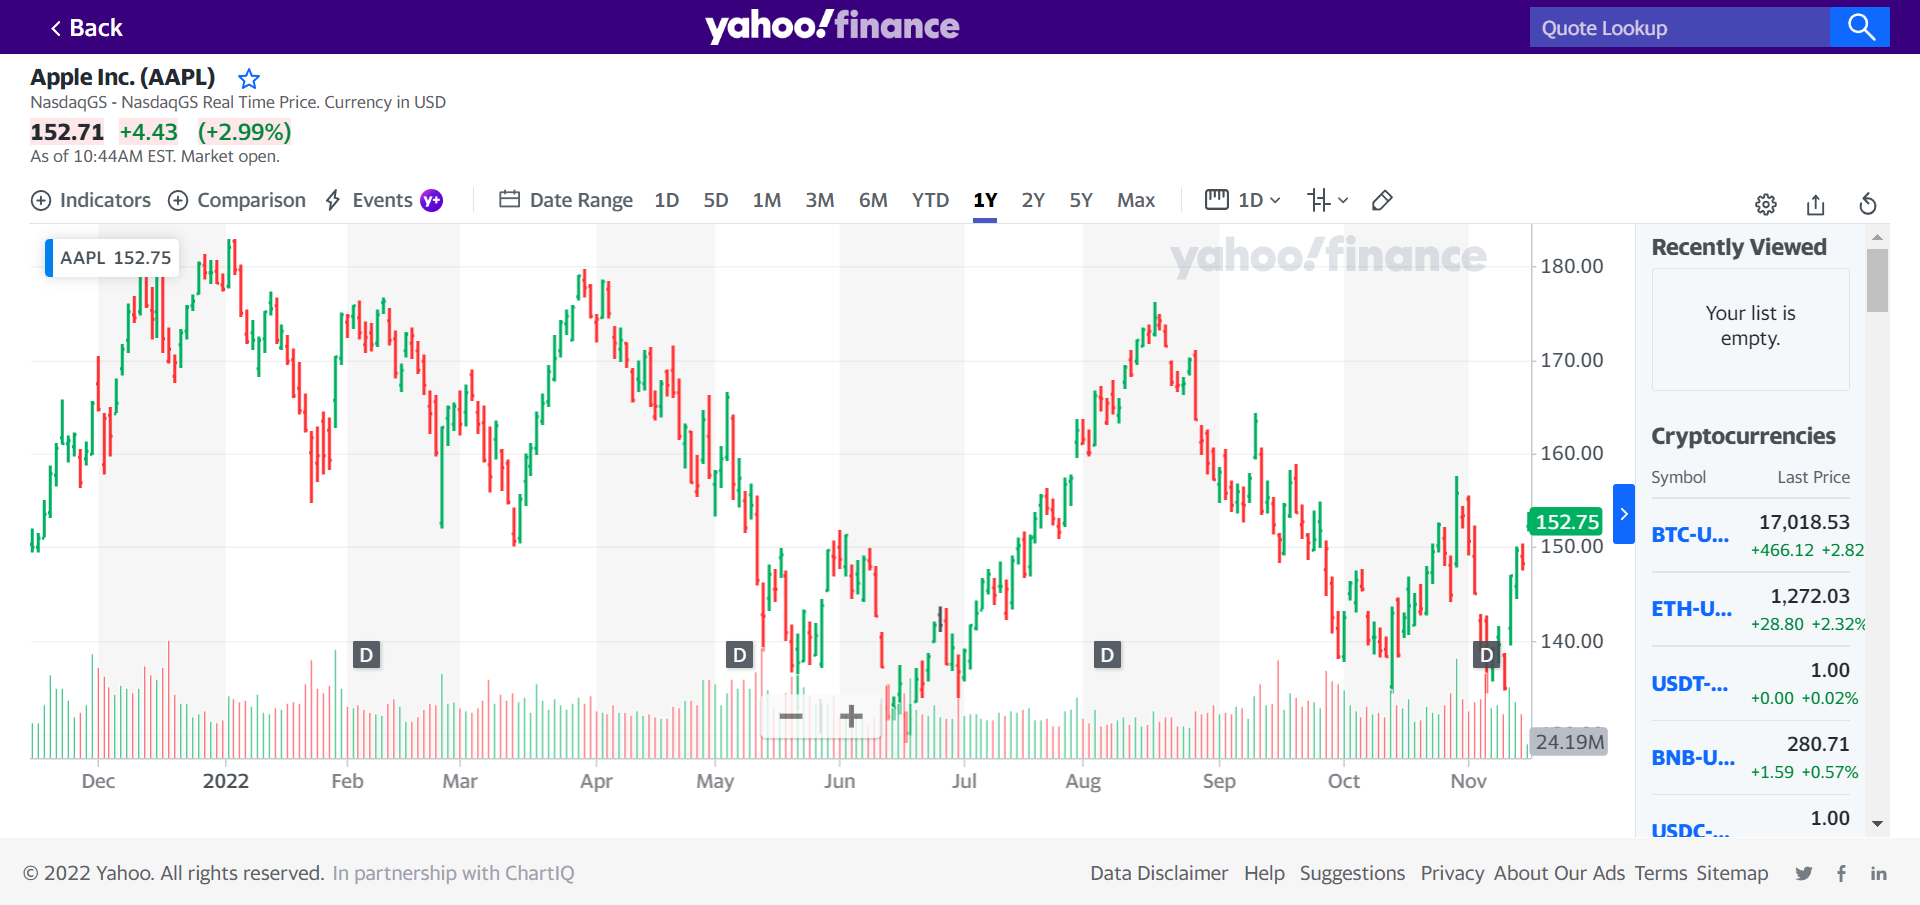 Back
yahoo!finance
Quote Lookup
Apple Inc. (AAPL)
NasdaqGS - NasdaqGS Real Time Price. Currency in USD
152.71 +4.43 (+2.99%)
As of 10:44AM EST. Market open.
Indicators Comparison Events y+ Date Range 1D 5D 1M 3M 6M YTD 1Y 2Y 5Y Max 1D
AAPL 152.75
yahoo!finance
180.00
170.00
160.00
152.75
150.00
140.00
24.19M
D D D D
Dec 2022 Feb Mar Apr May Jun Jul Aug Sep Oct Nov
Recently Viewed
Your list is
empty.
Cryptocurrencies
Symbol Last Price
BTC-U... 17,018.53
+466.12 +2.82
ETH-U... 1,272.03
+28.80 +2.32%
USDT-... 1.00
+0.00 +0.02%
BNB-U... 280.71
+1.59 +0.57%
USDC-... 1.00
© 2022 Yahoo. All rights reserved. In partnership with ChartIQ
Data Disclaimer Help Suggestions Privacy About Our Ads Terms Sitemap